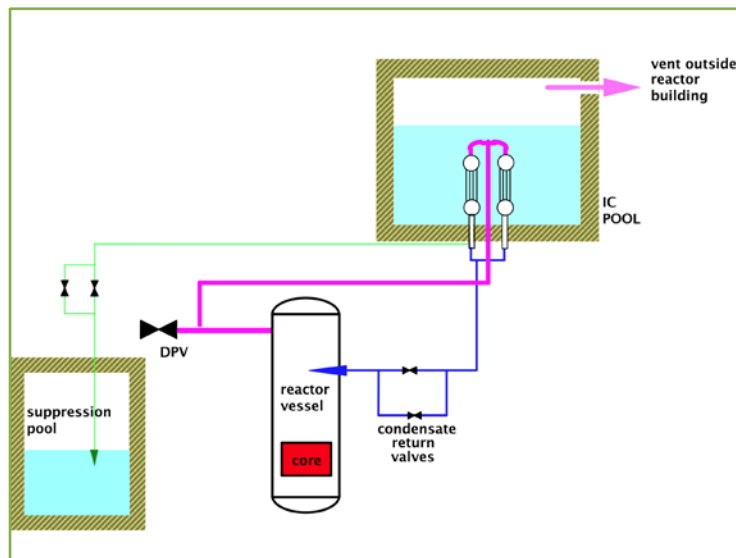 vent outside
reactor
building
IC
POOL
DPV
suppression
pool
reactor
vessel
core
condensate
return
valves